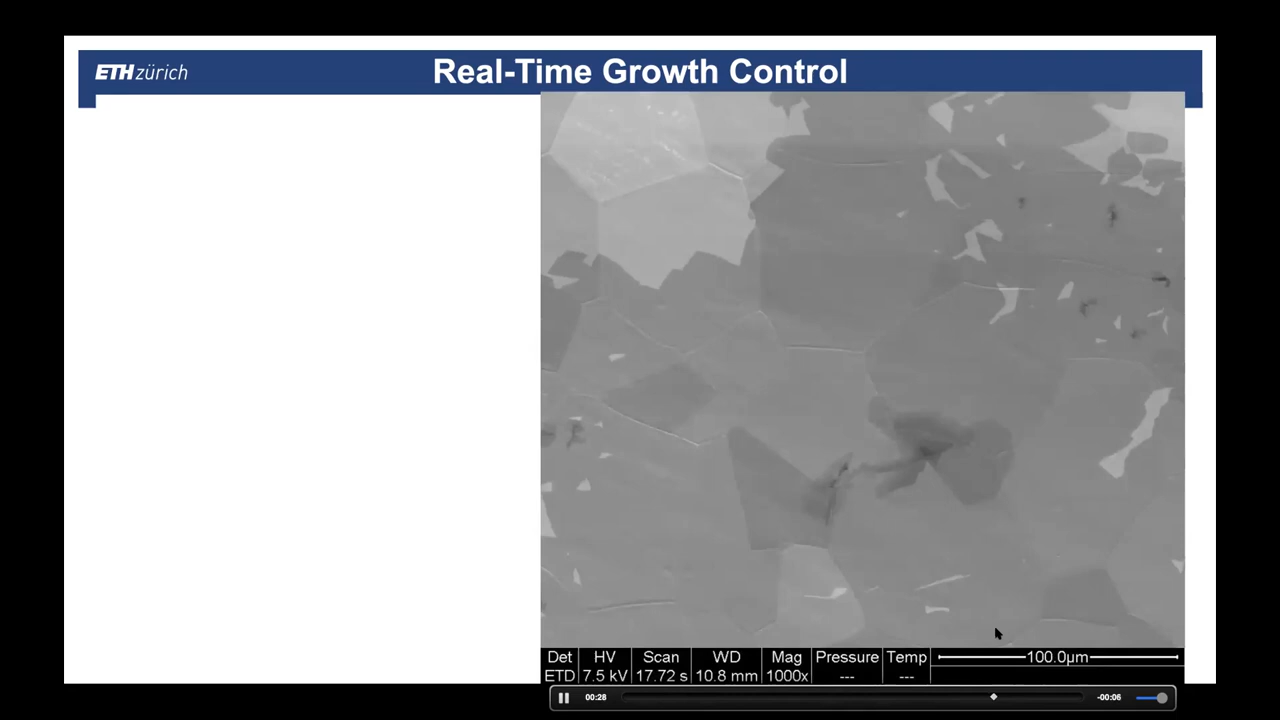 ETH zürich
Real-Time Growth Control
Det HV Scan WD Mag Pressure Temp 100.0µm
ETD 7.5 kV 17.72 s 10.8 mm 1000x --- ---
00:28 -00:06